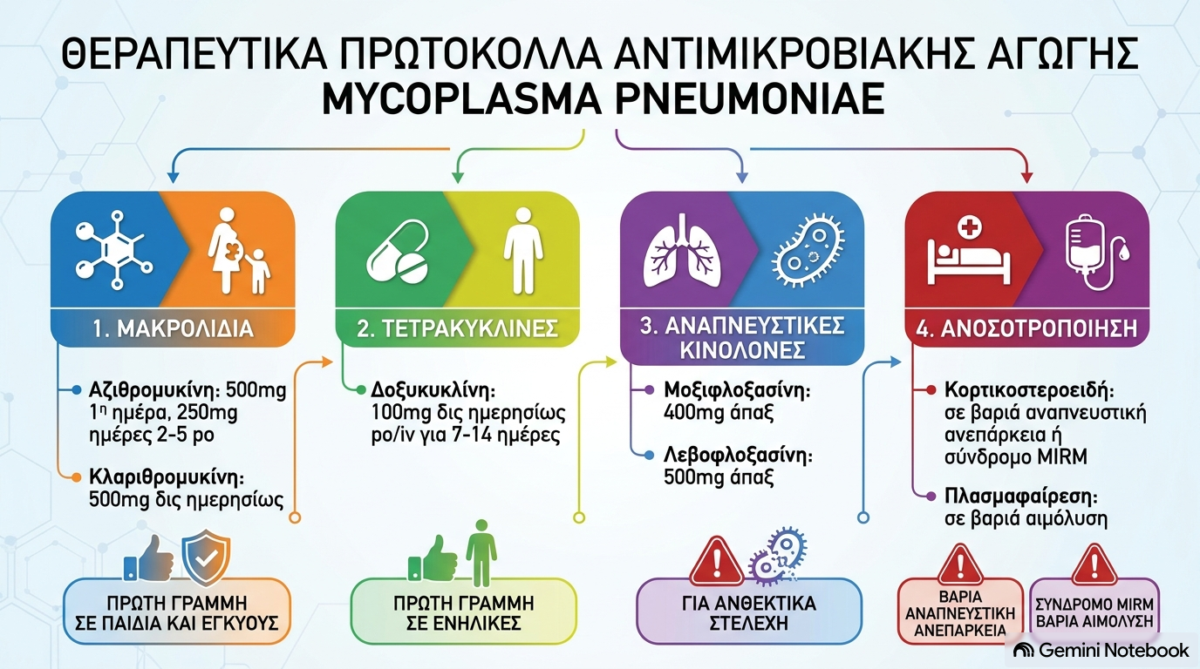 ΘΕΡΑΠΕΥΤΙΚΑ ΠΡΩΤΟΚΟΛΛΑ ΑΝΤΙΜΙΚΡΟΒΙΑΚΗΣ ΑΓΩΓΗΣ
MYCOPLASMA PNEUMONIAE
1. ΜΑΚΡΟΛΙΔΙΑ
Αζιθρομυκίνη: 500mg
1η ημέρα, 250mg
ημέρες 2-5 po
Κλαριθρομυκίνη:
500mg δις ημερησίως
ΠΡΩΤΗ ΓΡΑΜΜΗ
ΣΕ ΠΑΙΔΙΑ ΚΑΙ ΕΓΚΥΟΥΣ
2. ΤΕΤΡΑΚΥΚΛΙΝΕΣ
Δοξυκυκλίνη:
100mg δις ημερησίως
po/iv για 7-14 ημέρες
ΠΡΩΤΗ ΓΡΑΜΜΗ
ΣΕ ΕΝΗΛΙΚΕΣ
3. ΑΝΑΠΝΕΥΣΤΙΚΕΣ
ΚΙΝΟΛΟΝΕΣ
Μοξιφλοξασίνη:
400mg άπαξ
Λεβοφλοξασίνη:
500mg άπαξ
ΓΙΑ ΑΝΘΕΚΤΙΚΑ
ΣΤΕΛΕΧΗ
4. ΑΝΟΣΟΤΡΟΠΟΙΗΣΗ
Κορτικοστεροειδή:
σε βαριά αναπνευστική
ανεπάρκεια ή
σύνδρομο MIRM
Πλασμαφαίρεση:
σε βαριά αιμόλυση
ΒΑΡΙΑ
ΑΝΑΠΝΕΥΣΤΙΚΗ
ΑΝΕΠΑΡΚΕΙΑ
ΣΥΝΔΡΟΜΟ MIRM
ΒΑΡΙΑ ΑΙΜΟΛΥΣΗ
Gemini Notebook